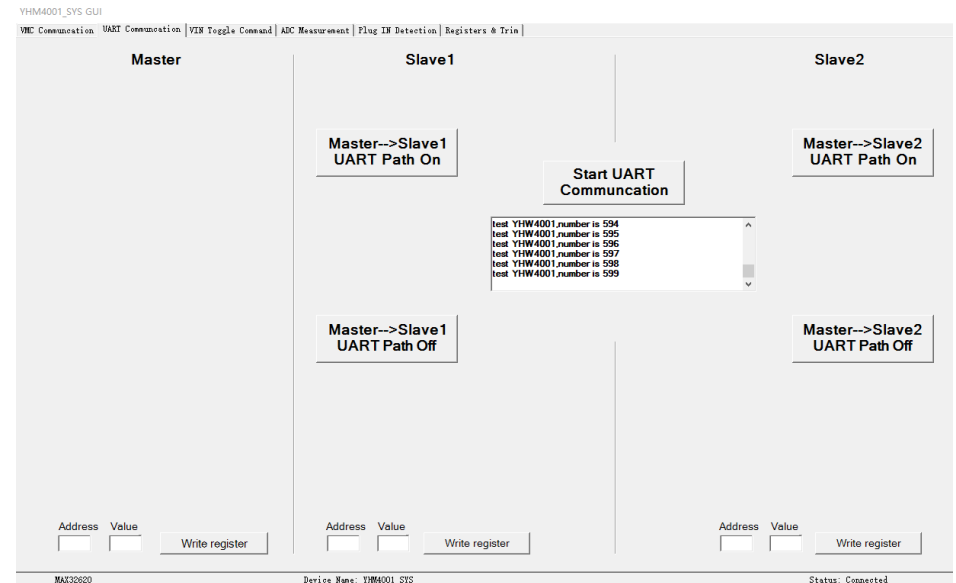 YHM4001_SYS GUI
VMC Communcation UART Communcation VIN Toggle Command ADC Measurement Plug IN Detection Registers & Trim
Master Slave1 Slave2
Master-->Slave1
UART Path On
Master-->Slave2
UART Path On
Start UART
Communcation
test YHW4001,number is 594
test YHW4001,number is 595
test YHW4001,number is 596
test YHW4001,number is 597
test YHW4001,number is 598
test YHW4001,number is 599
Master-->Slave1
UART Path Off
Master-->Slave2
UART Path Off
Address Value Address Value Address Value
Write register Write register Write register
MAX32620 Device Name: YHM4001_SYS Status: Connected